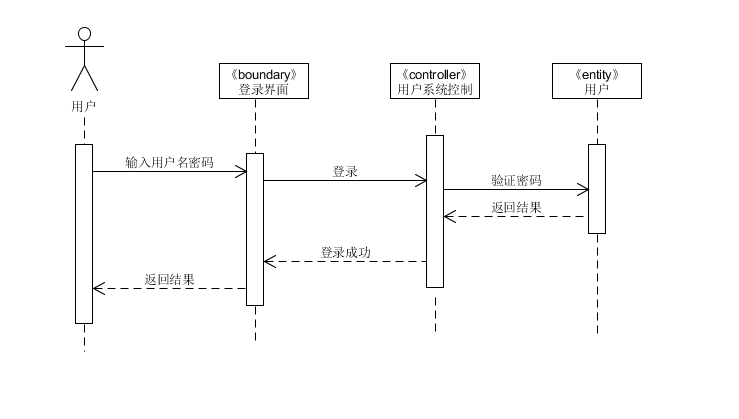 《boundary》
《controller》
《entity》
登录界面
用户系统控制
用户
用户
输入用户名密码
登录
验证密码
返回结果
登录成功
返回结果